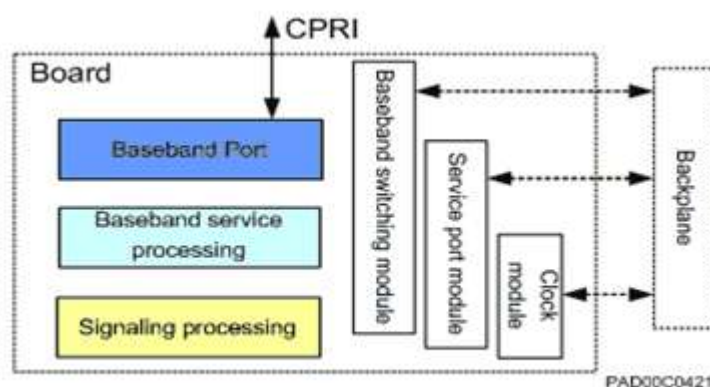 CPRI
Board
Baseband Port
Baseband service
processing
Signaling processing
Baseband switching module
Service port module
Clock
module
Backplane
PAD00C0421